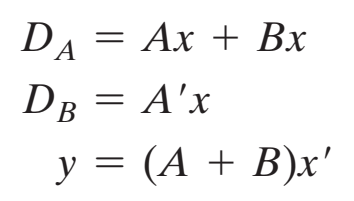 D_A = Ax + Bx
D_B = A'x
y = (A + B)x'